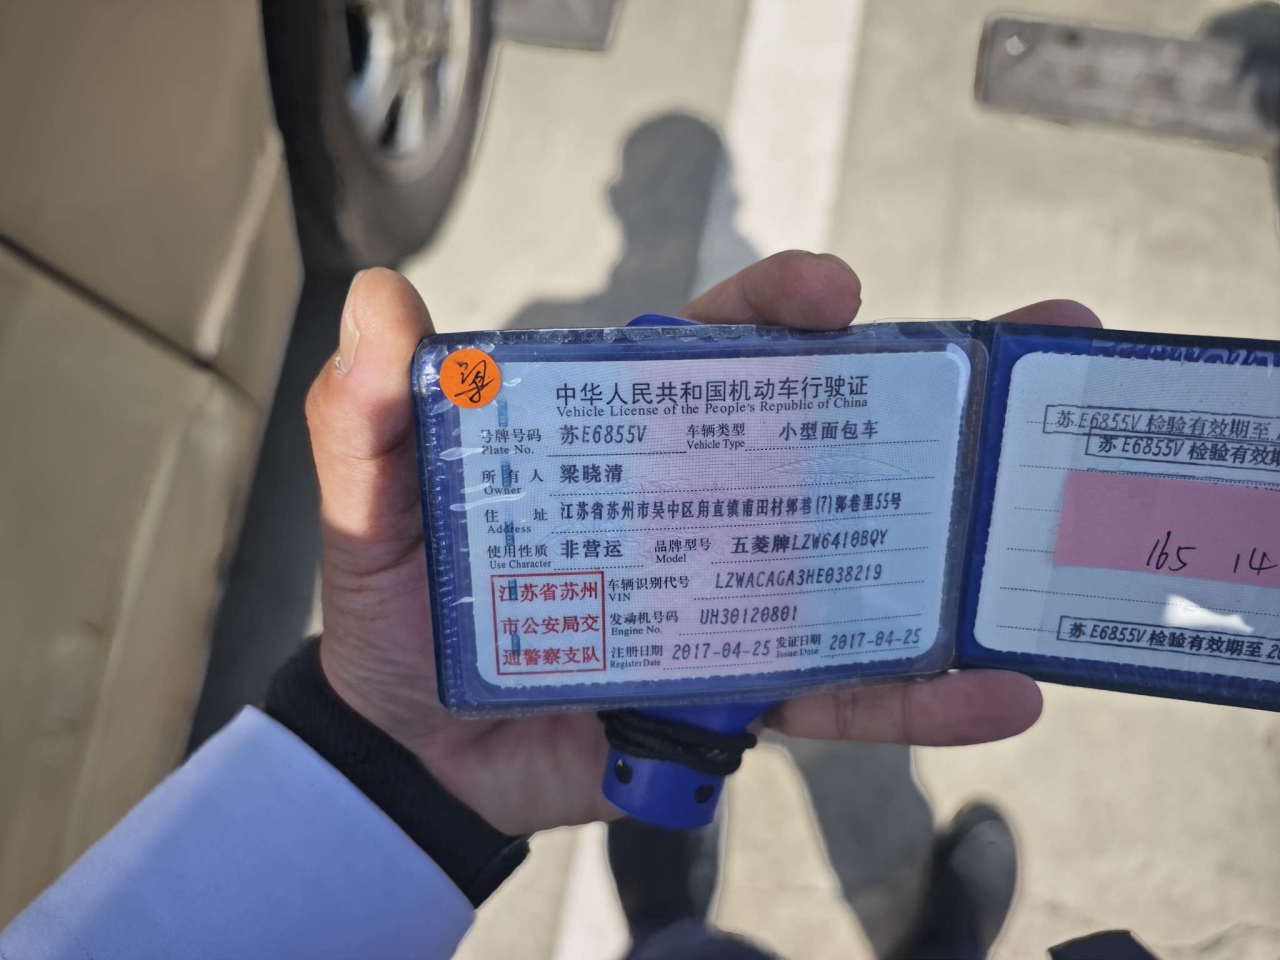 中华人民共和国机动车行驶证
Vehicle License of the People's Republic of China
号牌号码 苏E6855V 车辆类型 小型面包车
Plate No. Vehicle Type
所有人 梁晓清
Owner
住址 江苏省苏州市吴中区甪直镇甫田村郭巷(7)郭巷里55号
Address
使用性质 非营运 品牌型号 五菱牌LZW6410BQY
Use Character Model
江苏省苏州
市公安局交
通警察支队
车辆识别代号 LZWACAGA3HE038219
VIN
发动机号码 UH30120801
Engine No.
注册日期 2017-04-25 发证日期 2017-04-25
Register Date Issue Date
苏E6855V 检验有效期至
苏E6855V 检验有效期
165 14
苏E6855V 检验有效期至 20